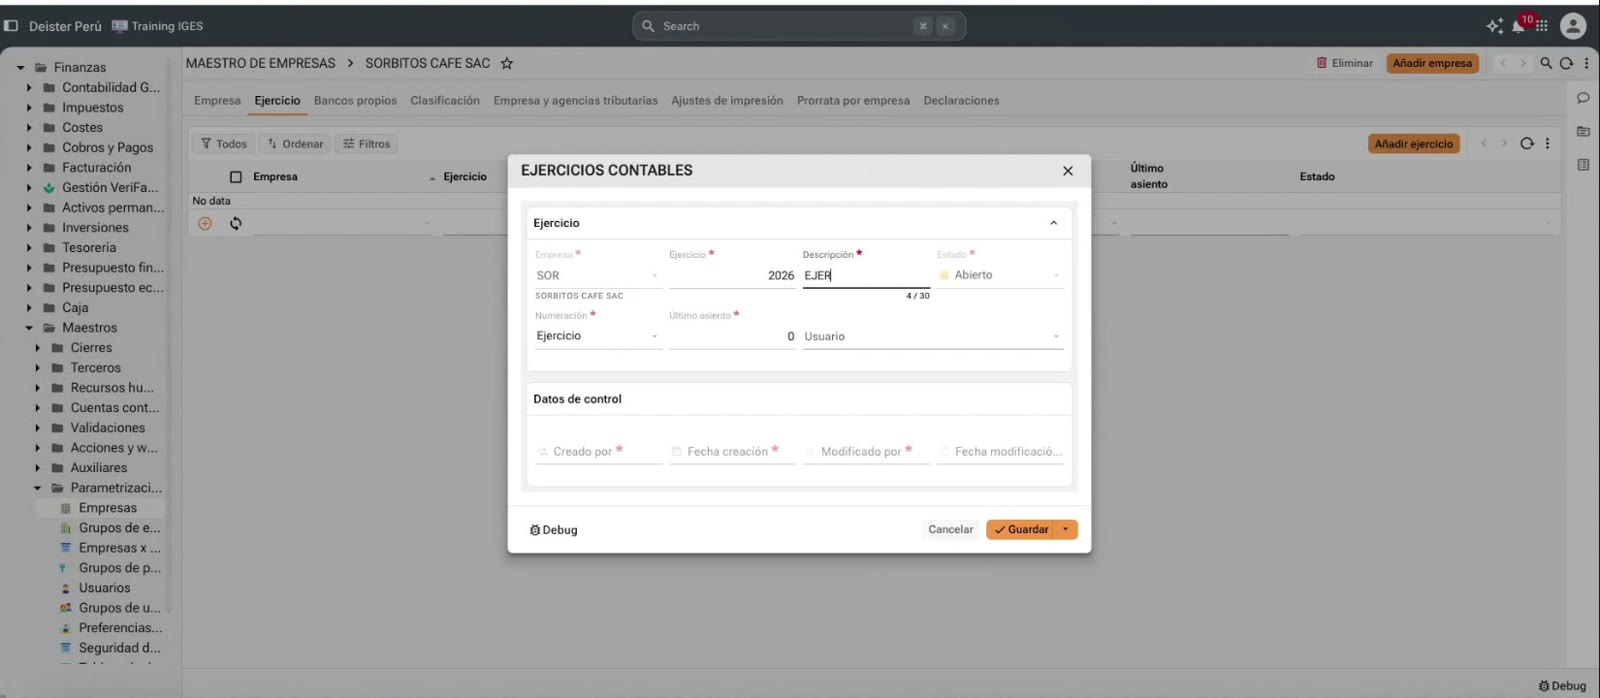 Deister Perú Training IGES Search ⌘ K 10
Finanzas
Contabilidad G...
Impuestos
Costes
Cobros y Pagos
Facturación
Gestión VeriFa...
Activos perman...
Inversiones
Tesorería
Presupuesto fin...
Presupuesto ec...
Caja
Maestros
Cierres
Terceros
Recursos hu...
Cuentas cont...
Validaciones
Acciones y w...
Auxiliares
Parametrizaci...
Empresas
Grupos de e...
Empresas x ...
Grupos de p...
Usuarios
Grupos de u...
Preferencias...
Seguridad d...
MAESTRO DE EMPRESAS > SORBITOS CAFE SAC Eliminar Añadir empresa
Empresa Ejercicio Bancos propios Clasificación Empresa y agencias tributarias Ajustes de impresión Prorrata por empresa Declaraciones
Todos Ordenar Filtros Añadir ejercicio
Empresa Ejercicio Último asiento Estado
No data
EJERCICIOS CONTABLES
Ejercicio
Empresa * Ejercicio * Descripción * Estado *
SOR 2026 EJER Abierto
SORBITOS CAFE SAC 4 / 30
Numeración * Último asiento *
Ejercicio 0 Usuario
Datos de control
Creado por * Fecha creación * Modificado por * Fecha modificació...
Debug Cancelar Guardar
Debug